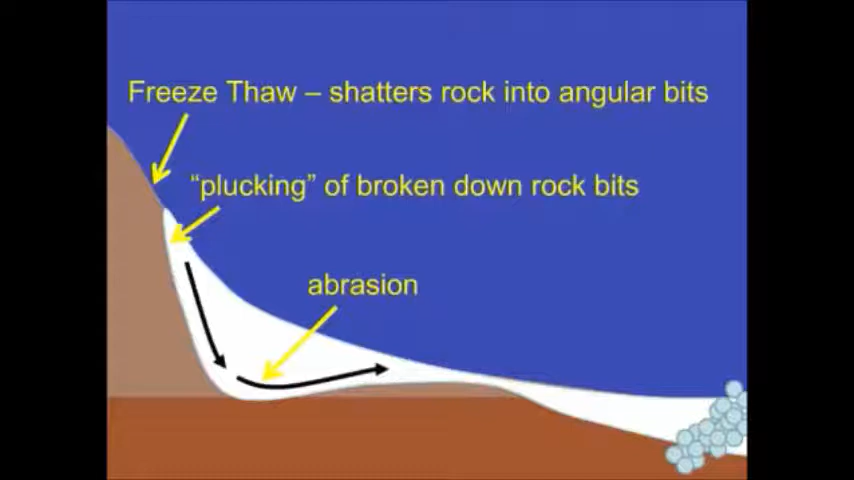 Freeze Thaw – shatters rock into angular bits
“plucking” of broken down rock bits
abrasion